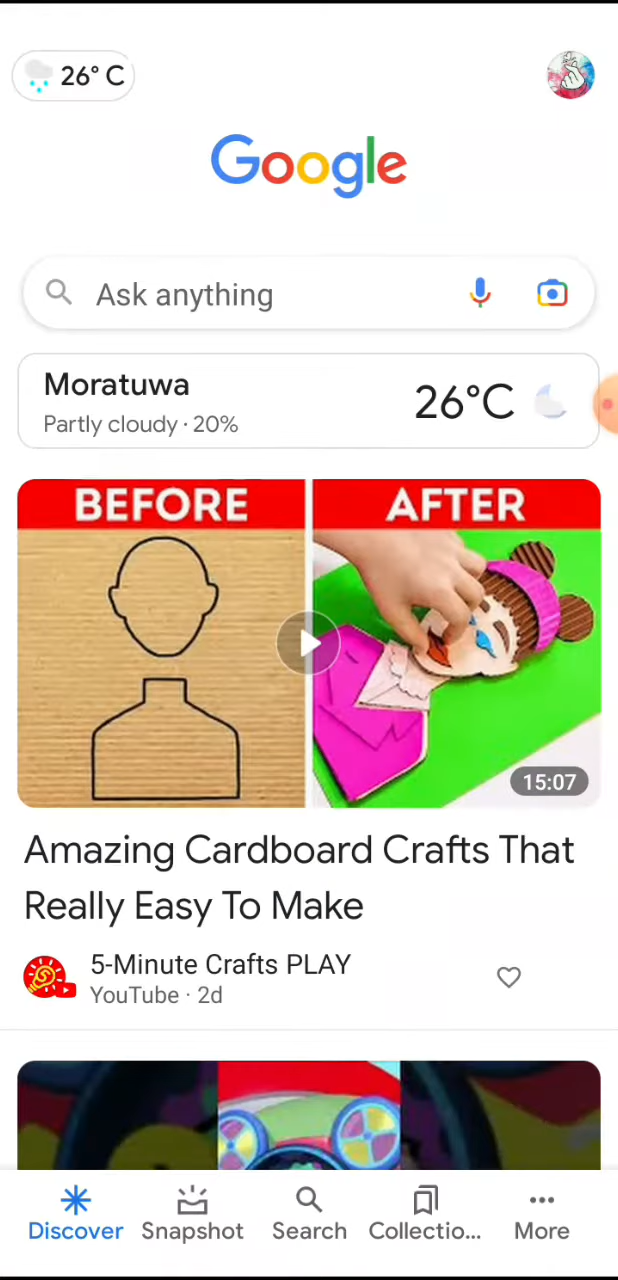 26° C
Google
Ask anything
Moratuwa
26°C
Partly cloudy · 20%
BEFORE
AFTER
15:07
Amazing Cardboard Crafts That
Really Easy To Make
5-Minute Crafts PLAY
YouTube · 2d
Discover
Snapshot
Search
Collectio...
More